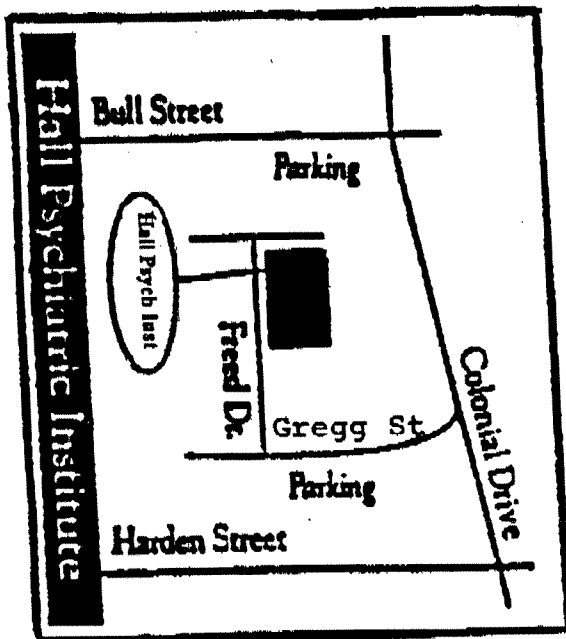 Hall Psychiatric Institute
Bull Street
Parking
Hall Psych Inst
Freed Dr.
Gregg St
Colonial Drive
Parking
Harden Street